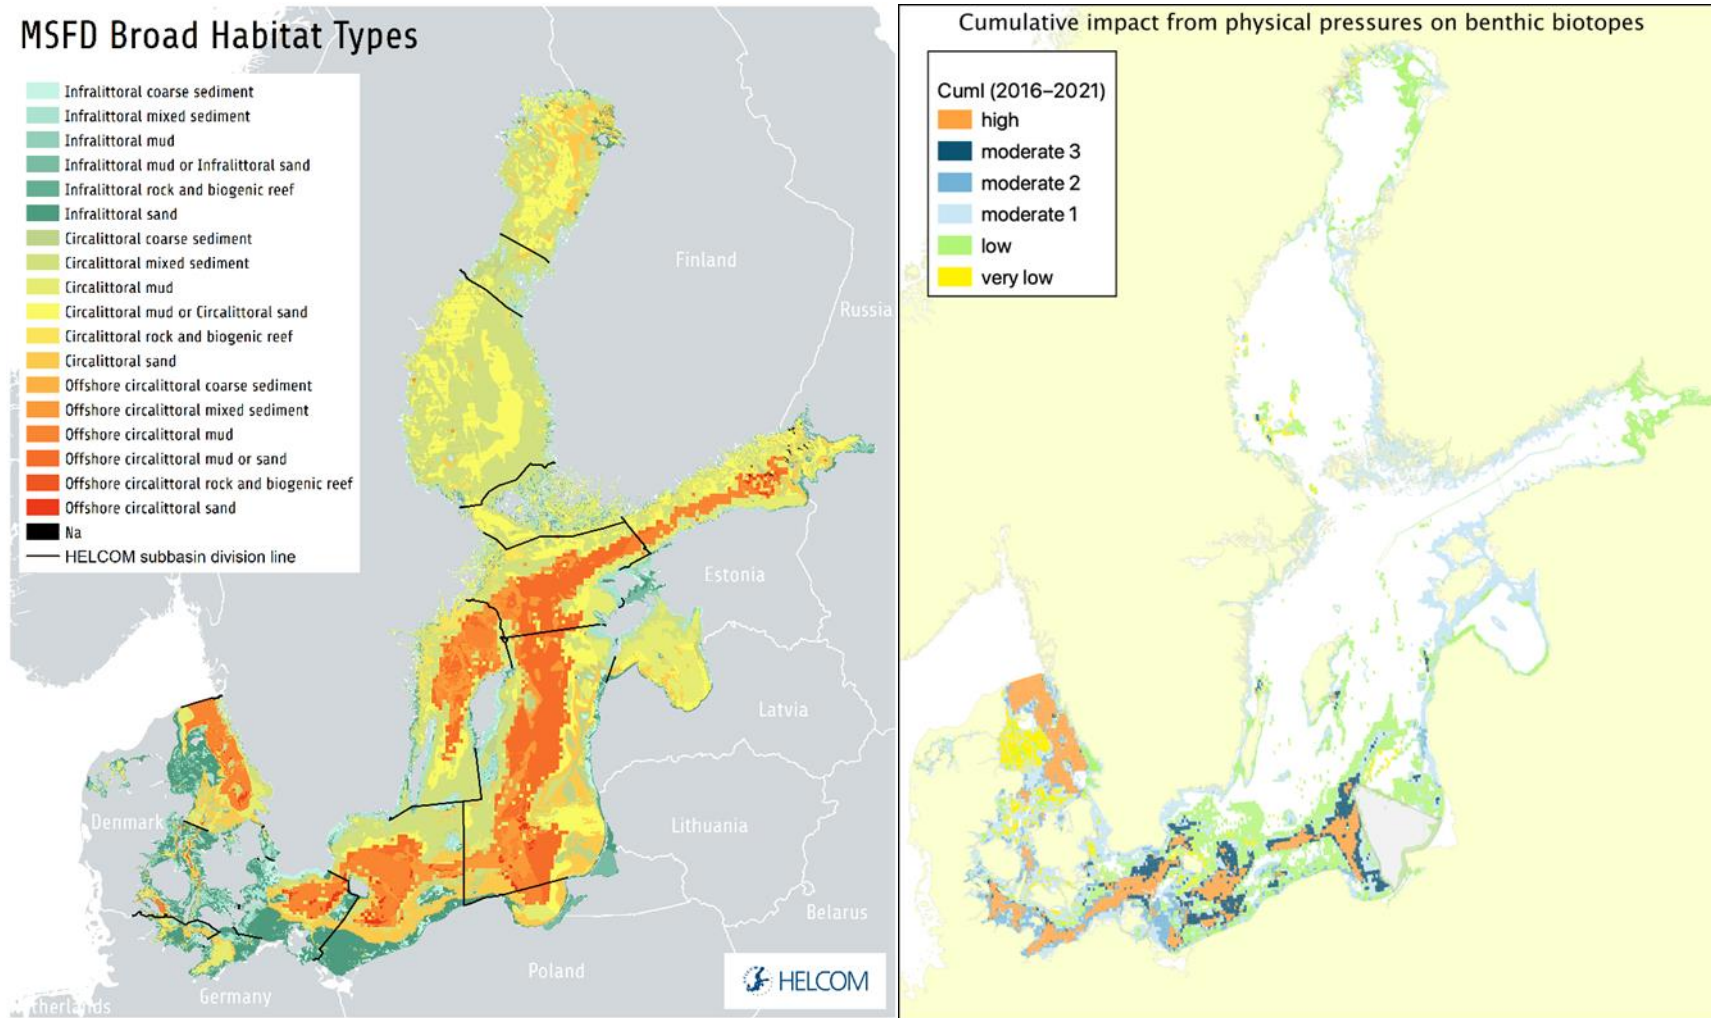 MSFD Broad Habitat Types
Infralittoral coarse sediment
Infralittoral mixed sediment
Infralittoral mud
Infralittoral mud or Infralittoral sand
Infralittoral rock and biogenic reef
Infralittoral sand
Circalittoral coarse sediment
Circalittoral mixed sediment
Circalittoral mud
Circalittoral mud or Circalittoral sand
Circalittoral rock and biogenic reef
Circalittoral sand
Offshore circalittoral coarse sediment
Offshore circalittoral mixed sediment
Offshore circalittoral mud
Offshore circalittoral mud or sand
Offshore circalittoral rock and biogenic reef
Offshore circalittoral sand
Na
HELCOM subbasin division line
Finland
Russia
Estonia
Latvia
Denmark
Lithuania
Belarus
Poland
Germany
therlands
HELCOM
Cumulative impact from physical pressures on benthic biotopes
CumI (2016–2021)
high
moderate 3
moderate 2
moderate 1
low
very low